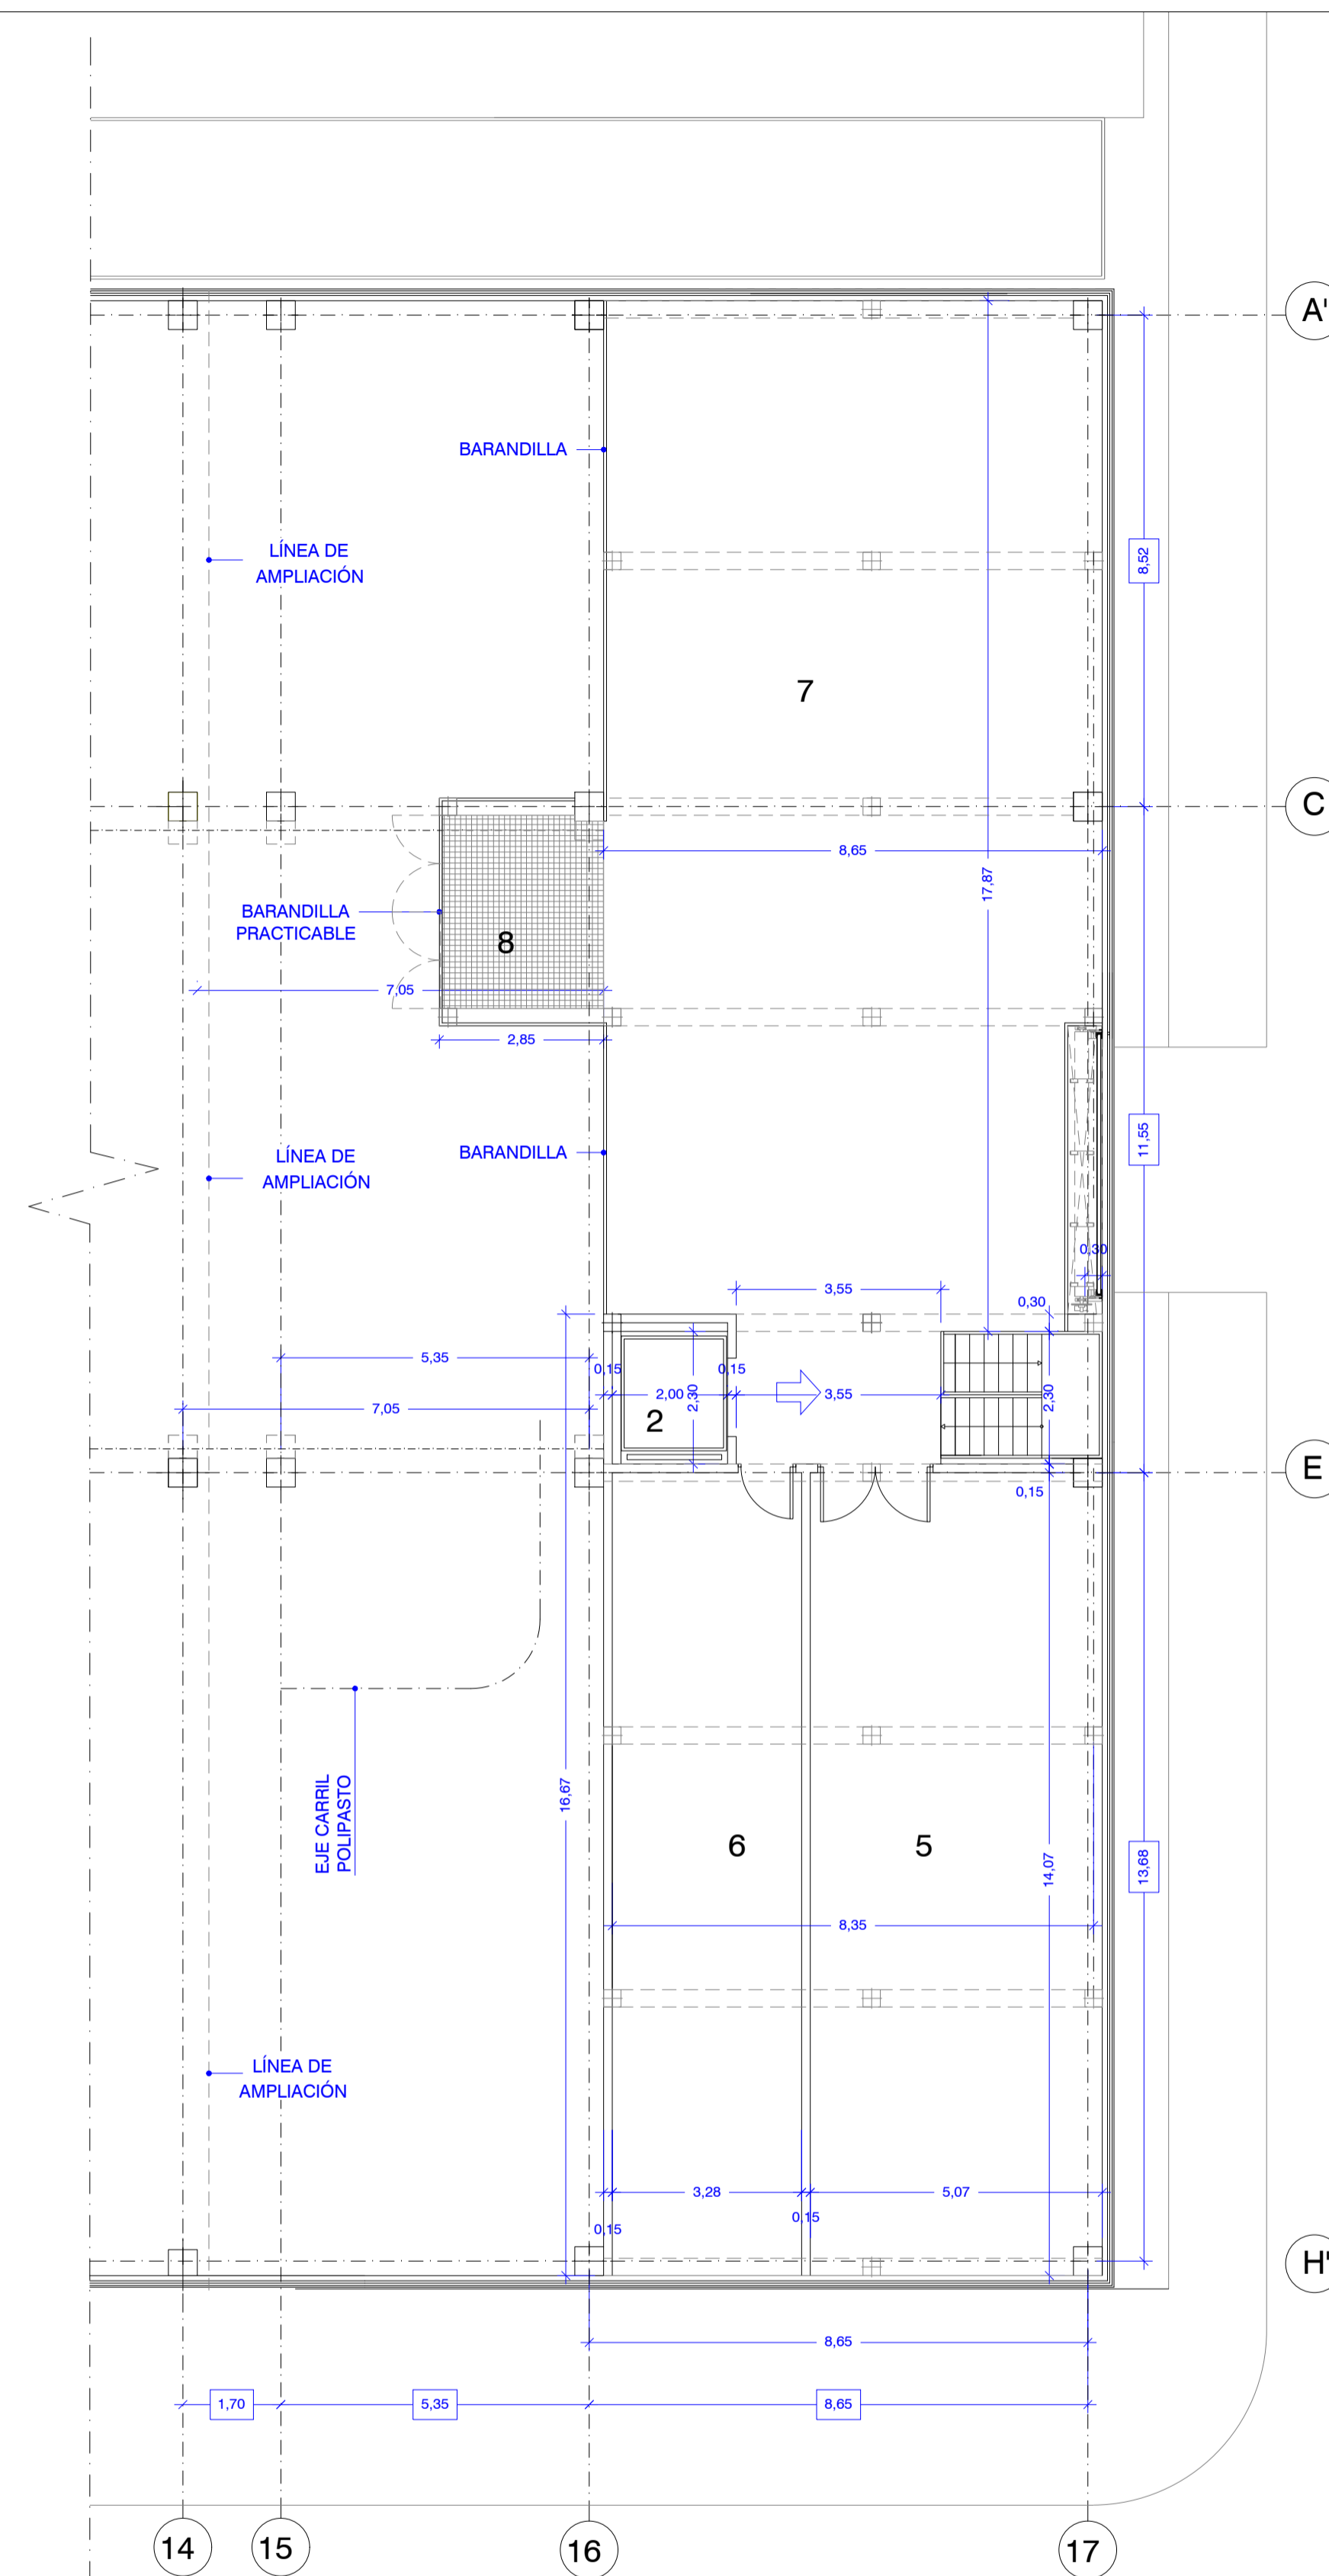 A'
BARANDILLA
LÍNEA DE
AMPLIACIÓN
8,52
7
C
8,65
17,87
BARANDILLA
PRACTICABLE
8
7,05
2,85
11,55
BARANDILLA
LÍNEA DE
AMPLIACIÓN
0,30
3,55
0,30
5,35
0,15
0,15
2,00
2,30
3,55
2,30
7,05
2
E
0,15
EJE CARRIL
POLIPASTO
16,67
6
5
14,07
13,68
8,35
LÍNEA DE
AMPLIACIÓN
3,28
5,07
0,15
0,15
H'
8,65
1,70
5,35
8,65
14
15
16
17